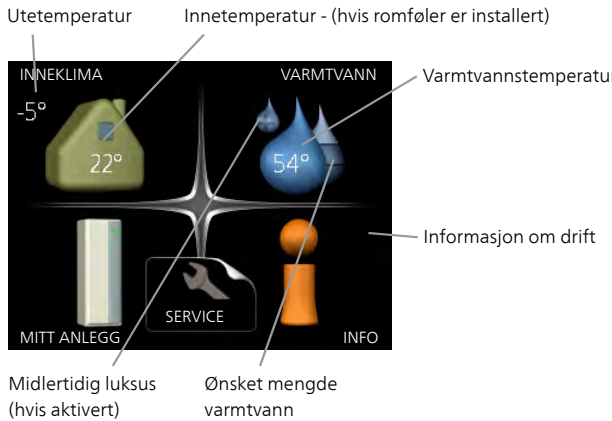 Utetemperatur
Innetemperatur - (hvis romføler er installert)
INNEKLIMA
VARMTVANN
Varmtvannstemperatur
-5°
22°
54°
Informasjon om drift
SERVICE
MITT ANLEGG
INFO
Midlertidig luksus
(hvis aktivert)
Ønsket mengde
varmtvann